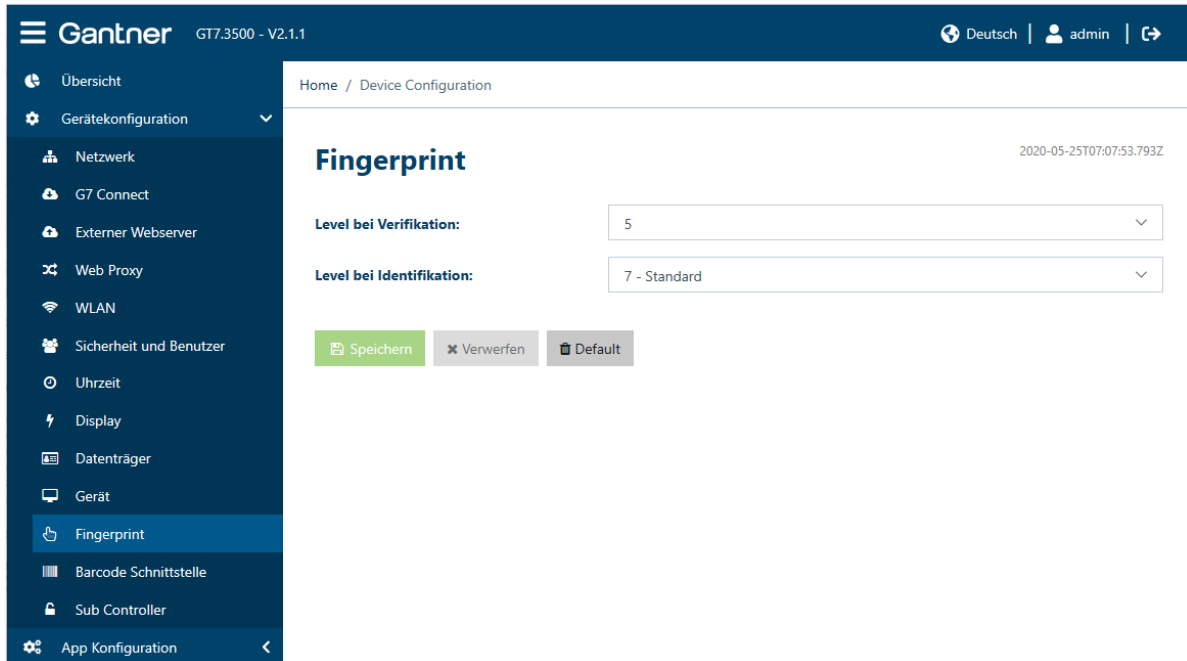 Gantner GT7.3500 - V2.1.1
Deutsch | admin |
Übersicht
Gerätekonfiguration
Netzwerk
G7 Connect
Externer Webserver
Web Proxy
WLAN
Sicherheit und Benutzer
Uhrzeit
Display
Datenträger
Gerät
Fingerprint
Barcode Schnittstelle
Sub Controller
App Konfiguration
Home / Device Configuration
Fingerprint
2020-05-25T07:07:53.793Z
Level bei Verifikation: 5
Level bei Identifikation: 7 - Standard
Speichern Verwerfen Default